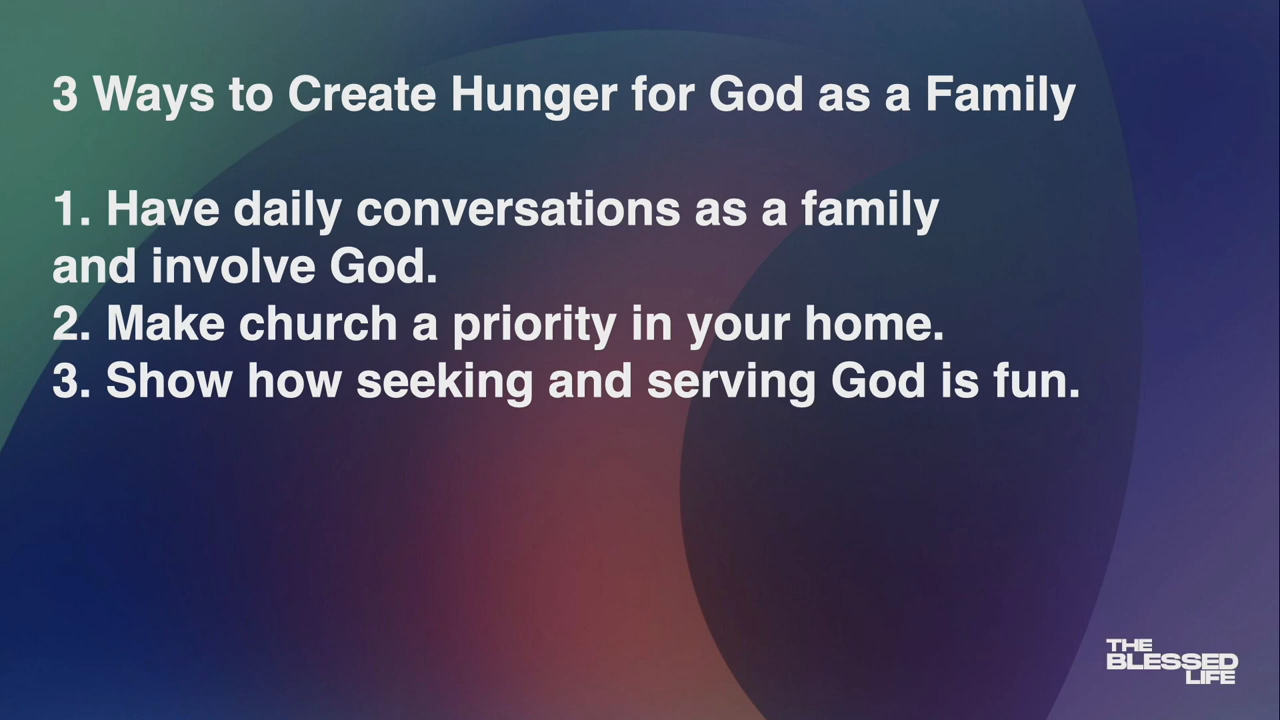 3 Ways to Create Hunger for God as a Family
1. Have daily conversations as a family
and involve God.
2. Make church a priority in your home.
3. Show how seeking and serving God is fun.
THE
BLESSED
LIFE